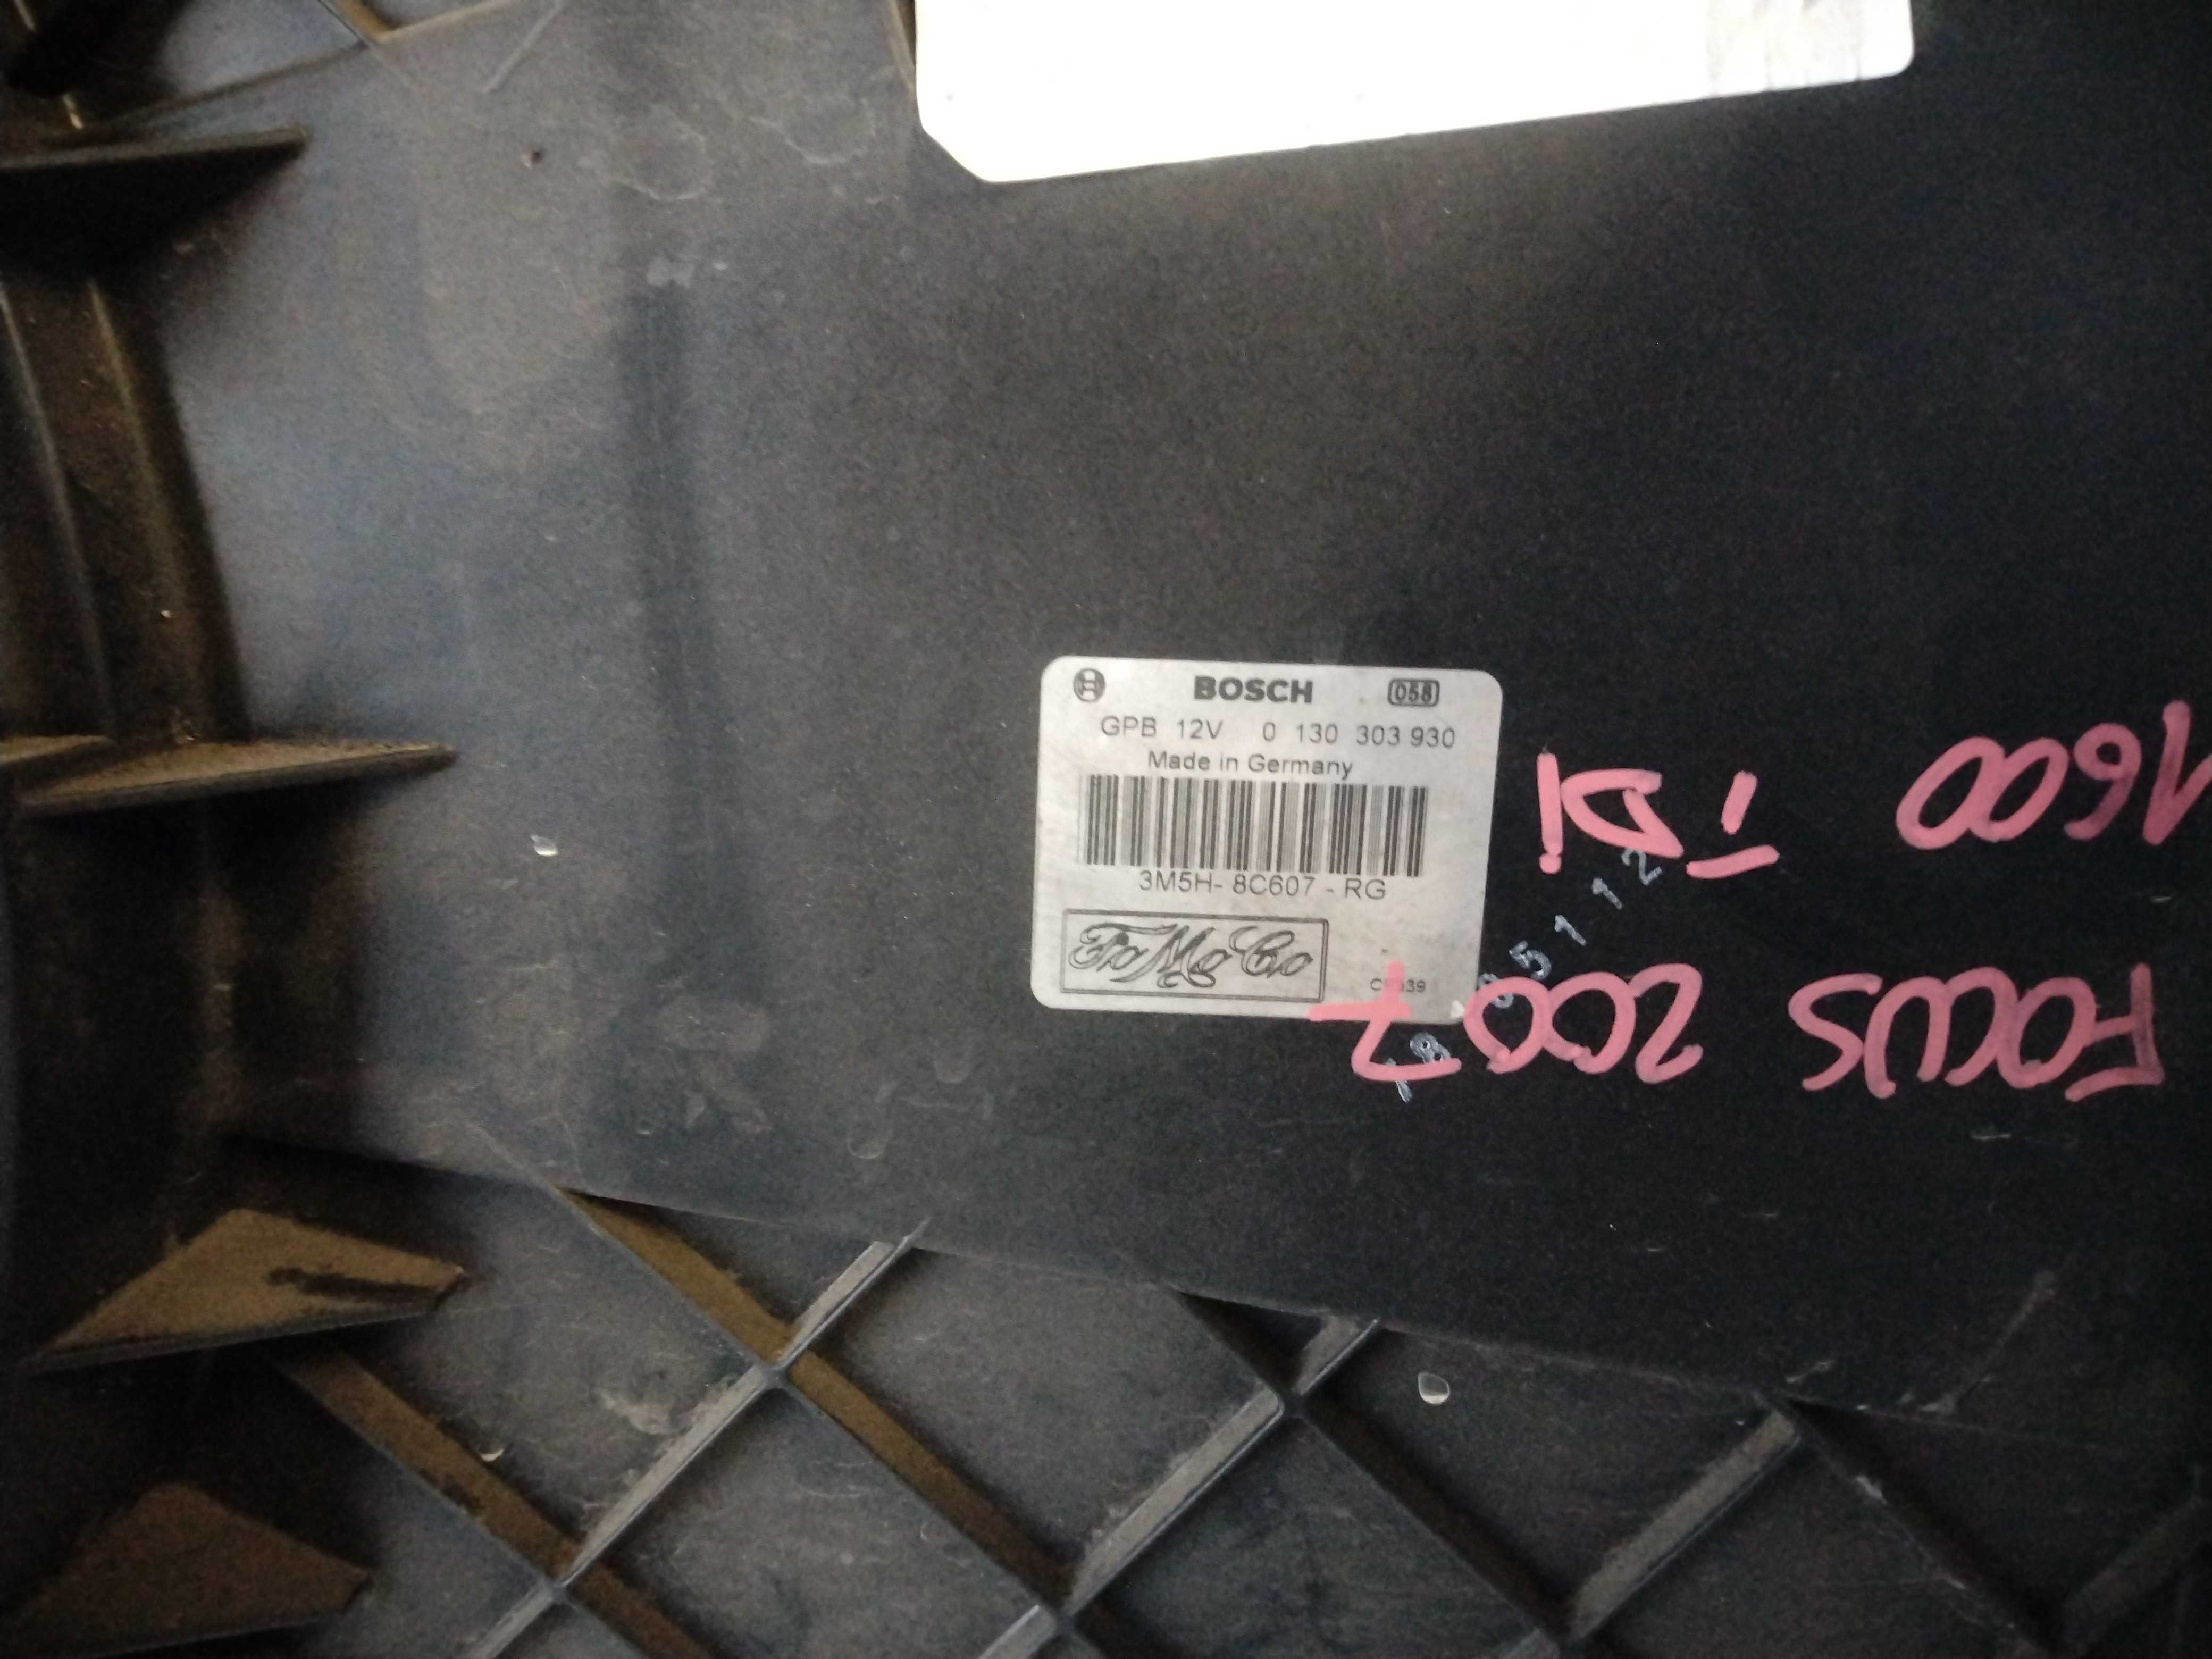 BOSCH 058
GPB 12V 0 130 303 930
Made in Germany
3M5H- 8C607 - RG
FoMoCo
FOCUS 2007
1600 TDI